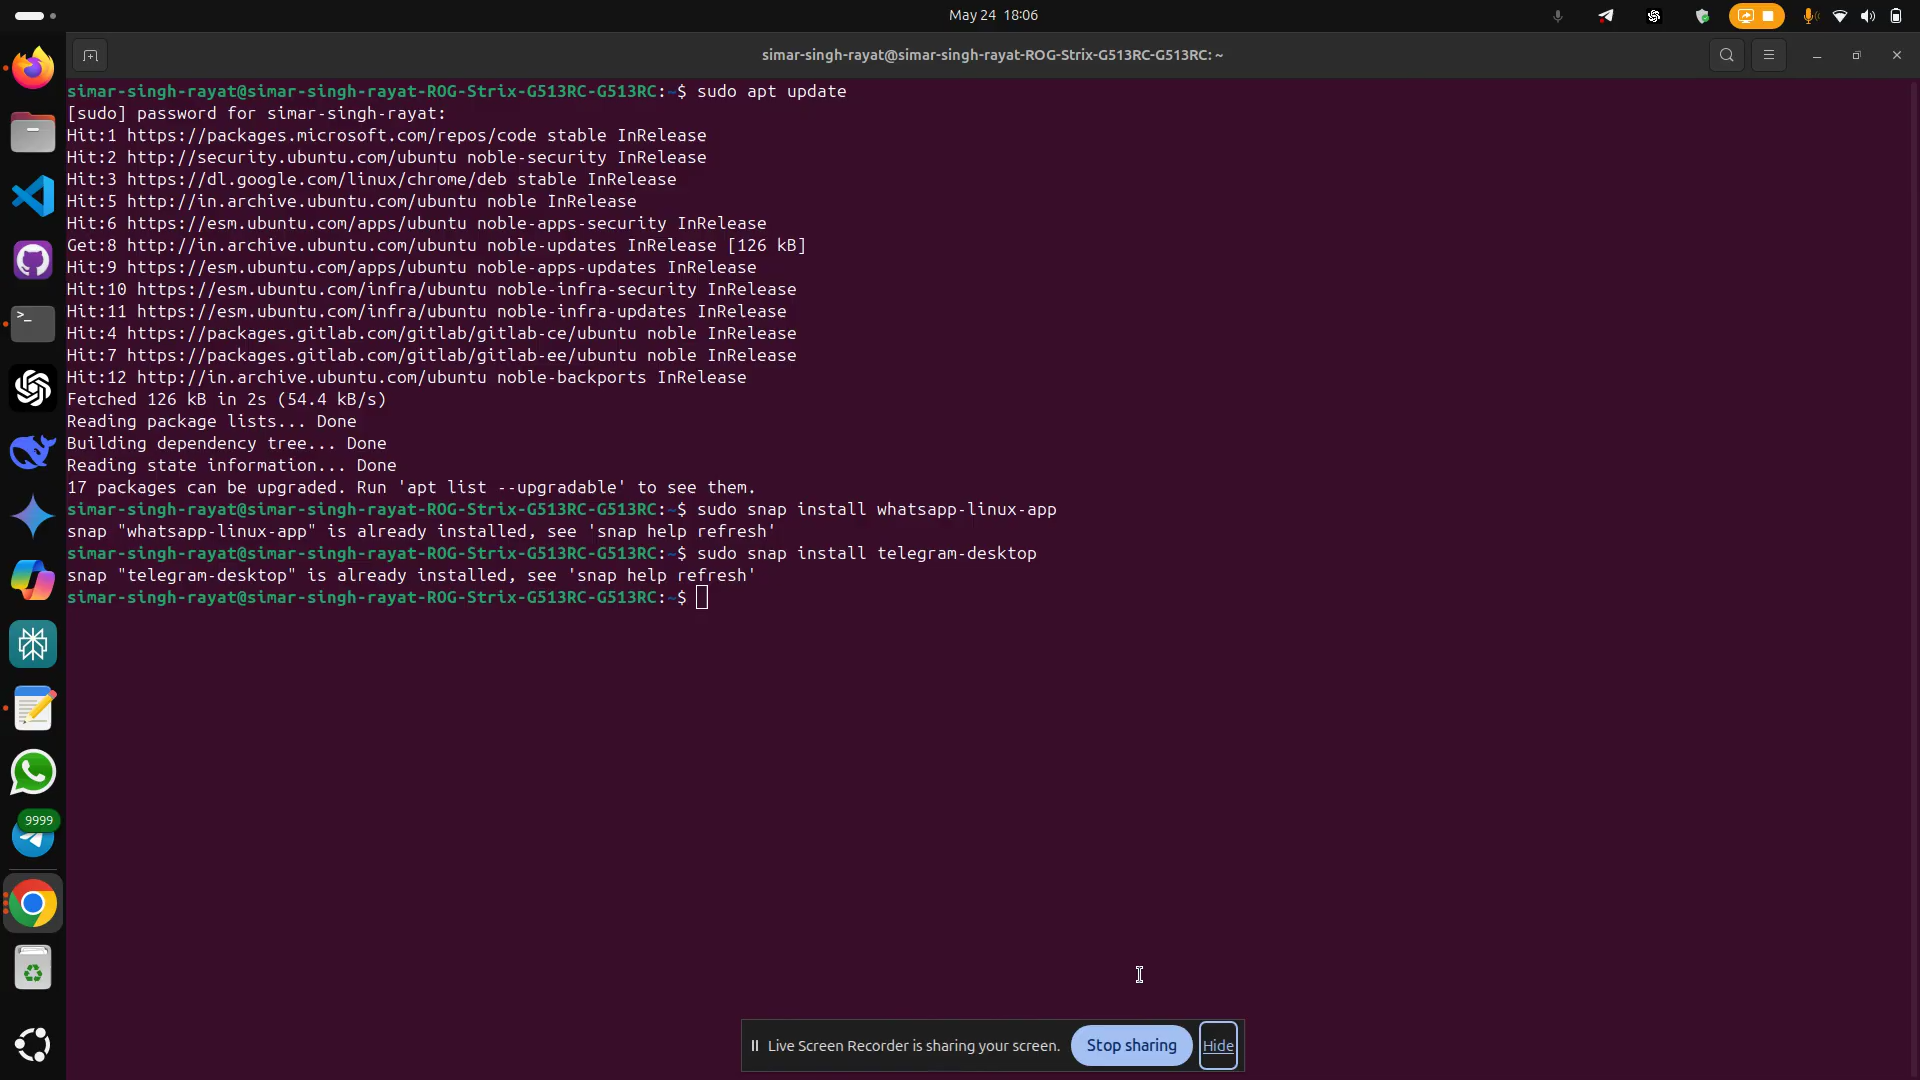 May 24 18:06
simar-singh-rayat@simar-singh-rayat-ROG-Strix-G513RC-G513RC: ~
simar-singh-rayat@simar-singh-rayat-ROG-Strix-G513RC-G513RC:~$ sudo apt update
[sudo] password for simar-singh-rayat:
Hit:1 https://packages.microsoft.com/repos/code stable InRelease
Hit:2 http://security.ubuntu.com/ubuntu noble-security InRelease
Hit:3 https://dl.google.com/linux/chrome/deb stable InRelease
Hit:5 http://in.archive.ubuntu.com/ubuntu noble InRelease
Hit:6 https://esm.ubuntu.com/apps/ubuntu noble-apps-security InRelease
Get:8 http://in.archive.ubuntu.com/ubuntu noble-updates InRelease [126 kB]
Hit:9 https://esm.ubuntu.com/apps/ubuntu noble-apps-updates InRelease
Hit:10 https://esm.ubuntu.com/infra/ubuntu noble-infra-security InRelease
Hit:11 https://esm.ubuntu.com/infra/ubuntu noble-infra-updates InRelease
Hit:4 https://packages.gitlab.com/gitlab/gitlab-ce/ubuntu noble InRelease
Hit:7 https://packages.gitlab.com/gitlab/gitlab-ee/ubuntu noble InRelease
Hit:12 http://in.archive.ubuntu.com/ubuntu noble-backports InRelease
Fetched 126 kB in 2s (54.4 kB/s)
Reading package lists... Done
Building dependency tree... Done
Reading state information... Done
17 packages can be upgraded. Run 'apt list --upgradable' to see them.
simar-singh-rayat@simar-singh-rayat-ROG-Strix-G513RC-G513RC:~$ sudo snap install whatsapp-linux-app
snap "whatsapp-linux-app" is already installed, see 'snap help refresh'
simar-singh-rayat@simar-singh-rayat-ROG-Strix-G513RC-G513RC:~$ sudo snap install telegram-desktop
snap "telegram-desktop" is already installed, see 'snap help refresh'
simar-singh-rayat@simar-singh-rayat-ROG-Strix-G513RC-G513RC:~$
9999
Live Screen Recorder is sharing your screen. Stop sharing Hide